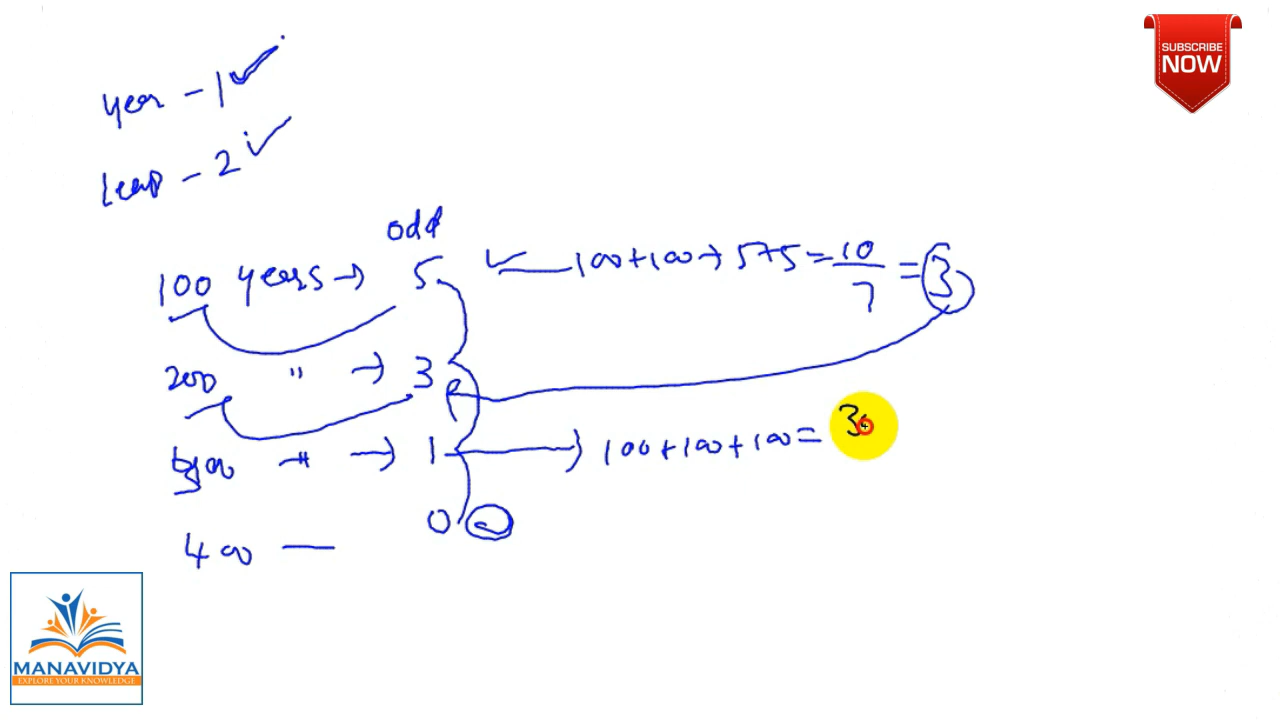 SUBSCRIBE
NOW
year - 1
leap - 2
odd
100 years → 5 100+100 → 5+5 = 10/7 = 3
200 " → 3
300 " → 1 → 100+100+100 = 30
400 — 0
MANAVIDYA
EXPLORE YOUR KNOWLEDGE